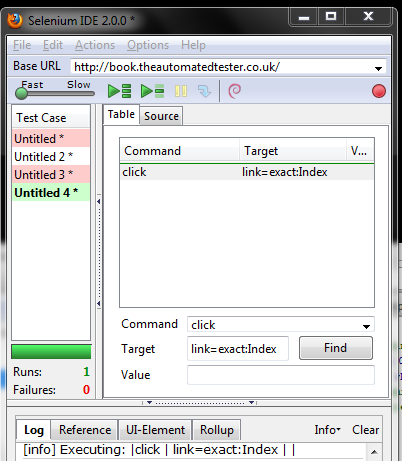 Selenium IDE 2.0.0 *
File Edit Actions Options Help
Base URL http://book.theautomatedtester.co.uk/
Fast Slow
Test Case
Table Source
Untitled *
Untitled 2 *
Untitled 3 *
Untitled 4 *
Command Target V...
click link=exact:Index
Command click
Target link=exact:Index Find
Value
Runs: 1
Failures: 0
Log Reference UI-Element Rollup Info Clear
[info] Executing: |click | link=exact:Index | |